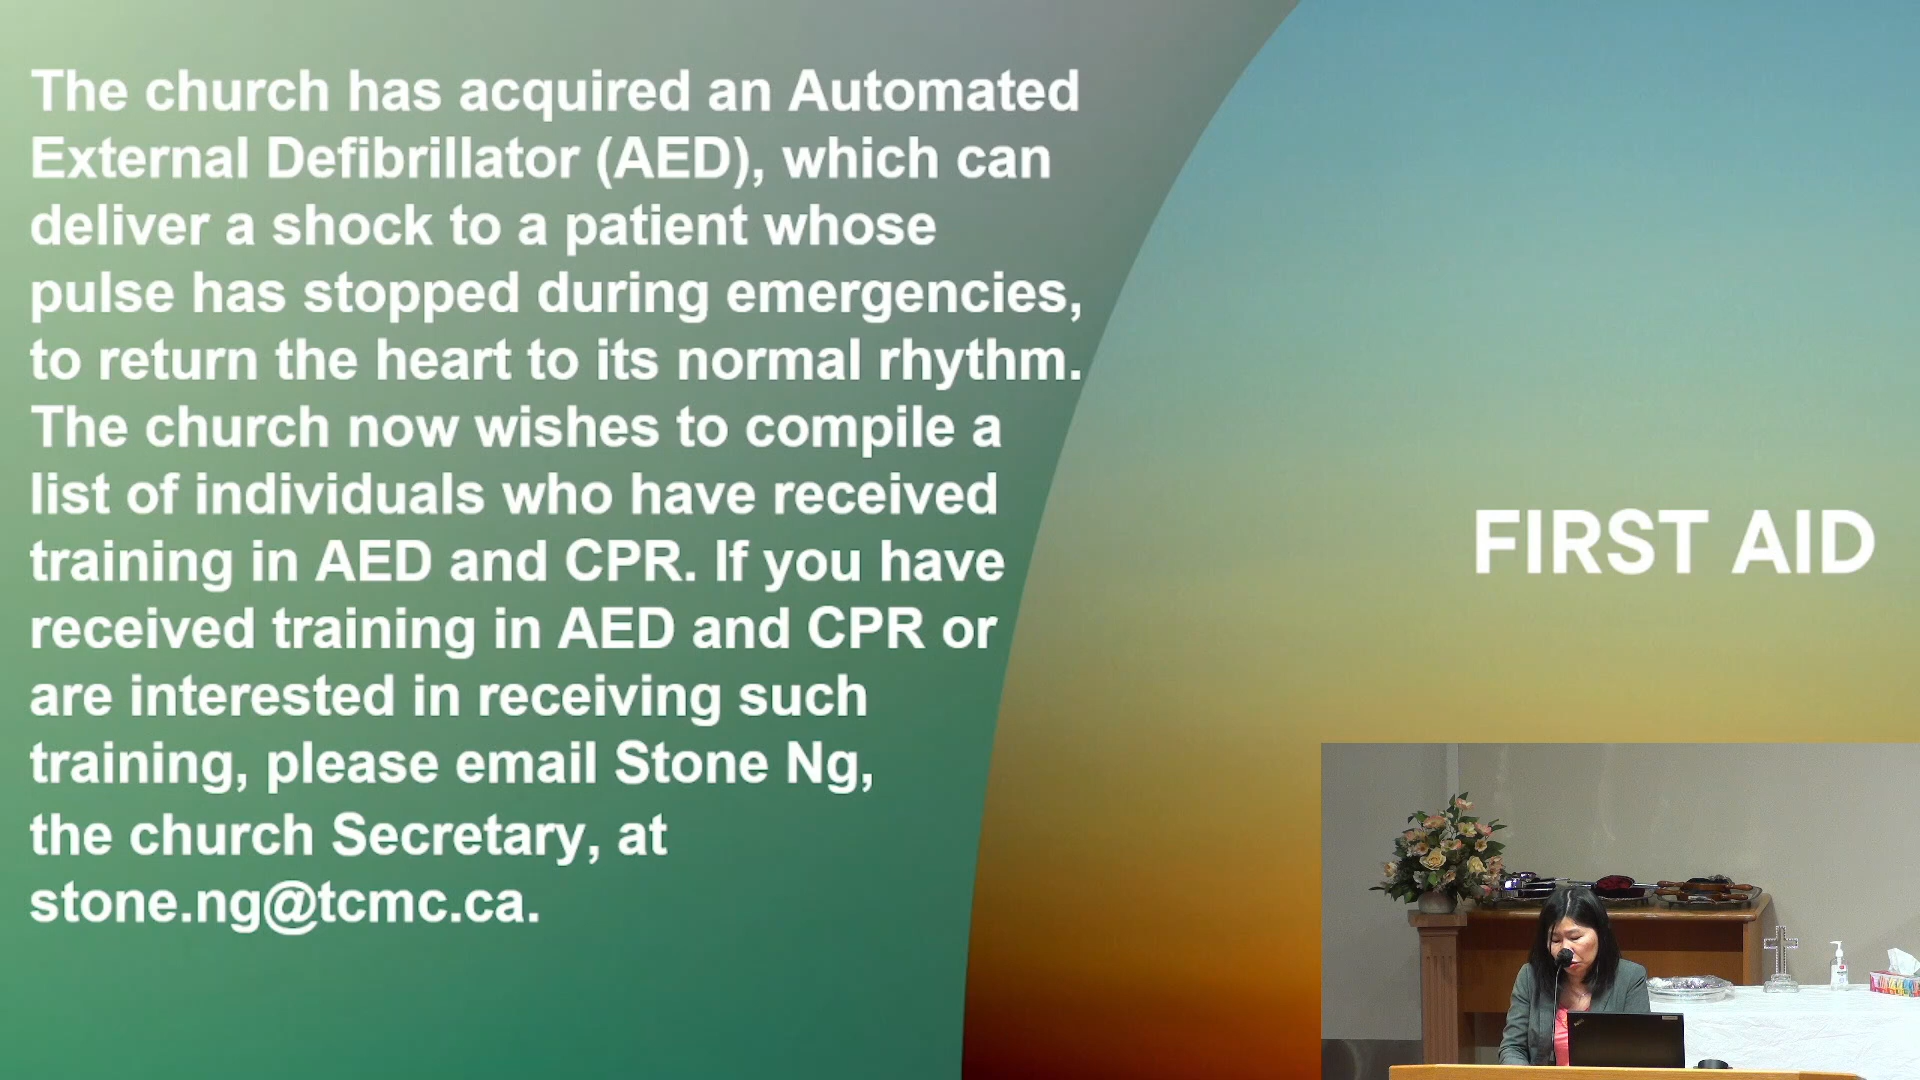 The church has acquired an Automated
External Defibrillator (AED), which can
deliver a shock to a patient whose
pulse has stopped during emergencies,
to return the heart to its normal rhythm.
The church now wishes to compile a
list of individuals who have received
training in AED and CPR. If you have
received training in AED and CPR or
are interested in receiving such
training, please email Stone Ng,
the church Secretary, at
stone.ng@tcmc.ca.
FIRST AID